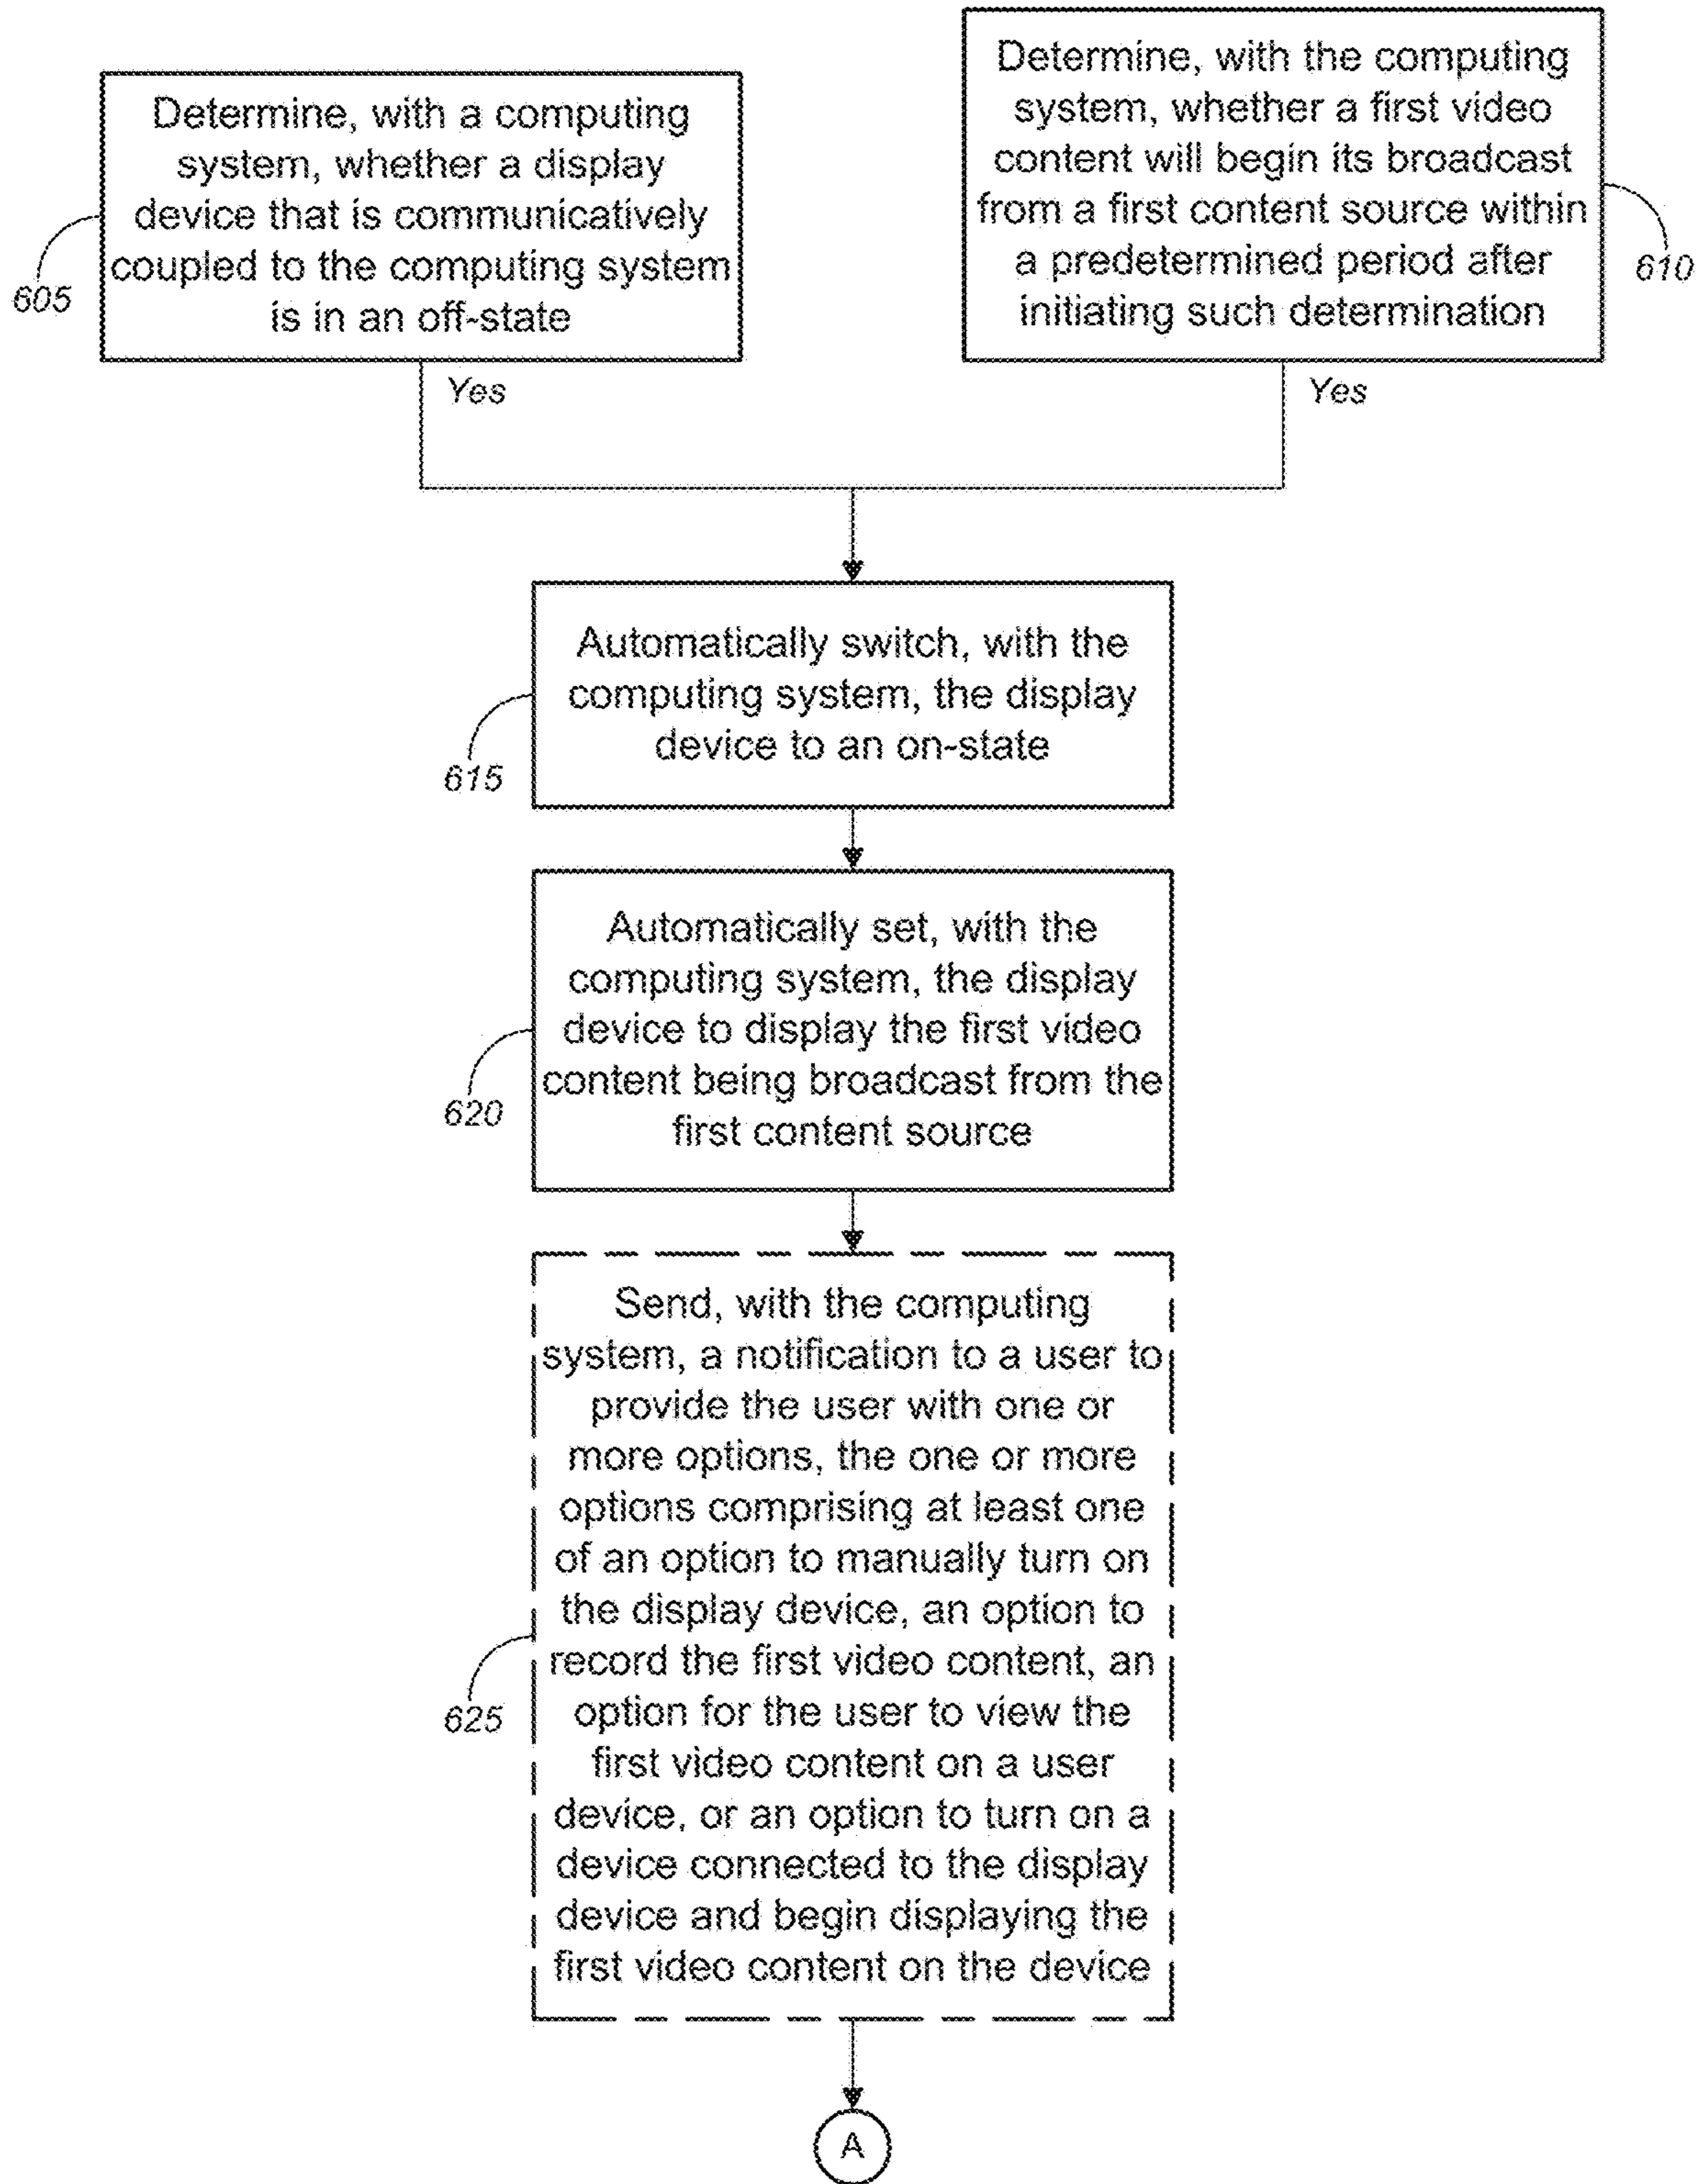 Determine, with a computing
system, whether a display
device that is communicatively
coupled to the computing system
is in an off-state
605
Yes
Determine, with the computing
system, whether a first video
content will begin its broadcast
from a first content source within
a predetermined period after
initiating such determination
610
Yes
Automatically switch, with the
computing system, the display
device to an on-state
615
Automatically set, with the
computing system, the display
device to display the first video
content being broadcast from the
first content source
620
Send, with the computing
system, a notification to a user to
provide the user with one or
more options, the one or more
options comprising at least one
of an option to manually turn on
the display device, an option to
record the first video content, an
option for the user to view the
first video content on a user
device, or an option to turn on a
device connected to the display
device and begin displaying the
first video content on the device
625
A